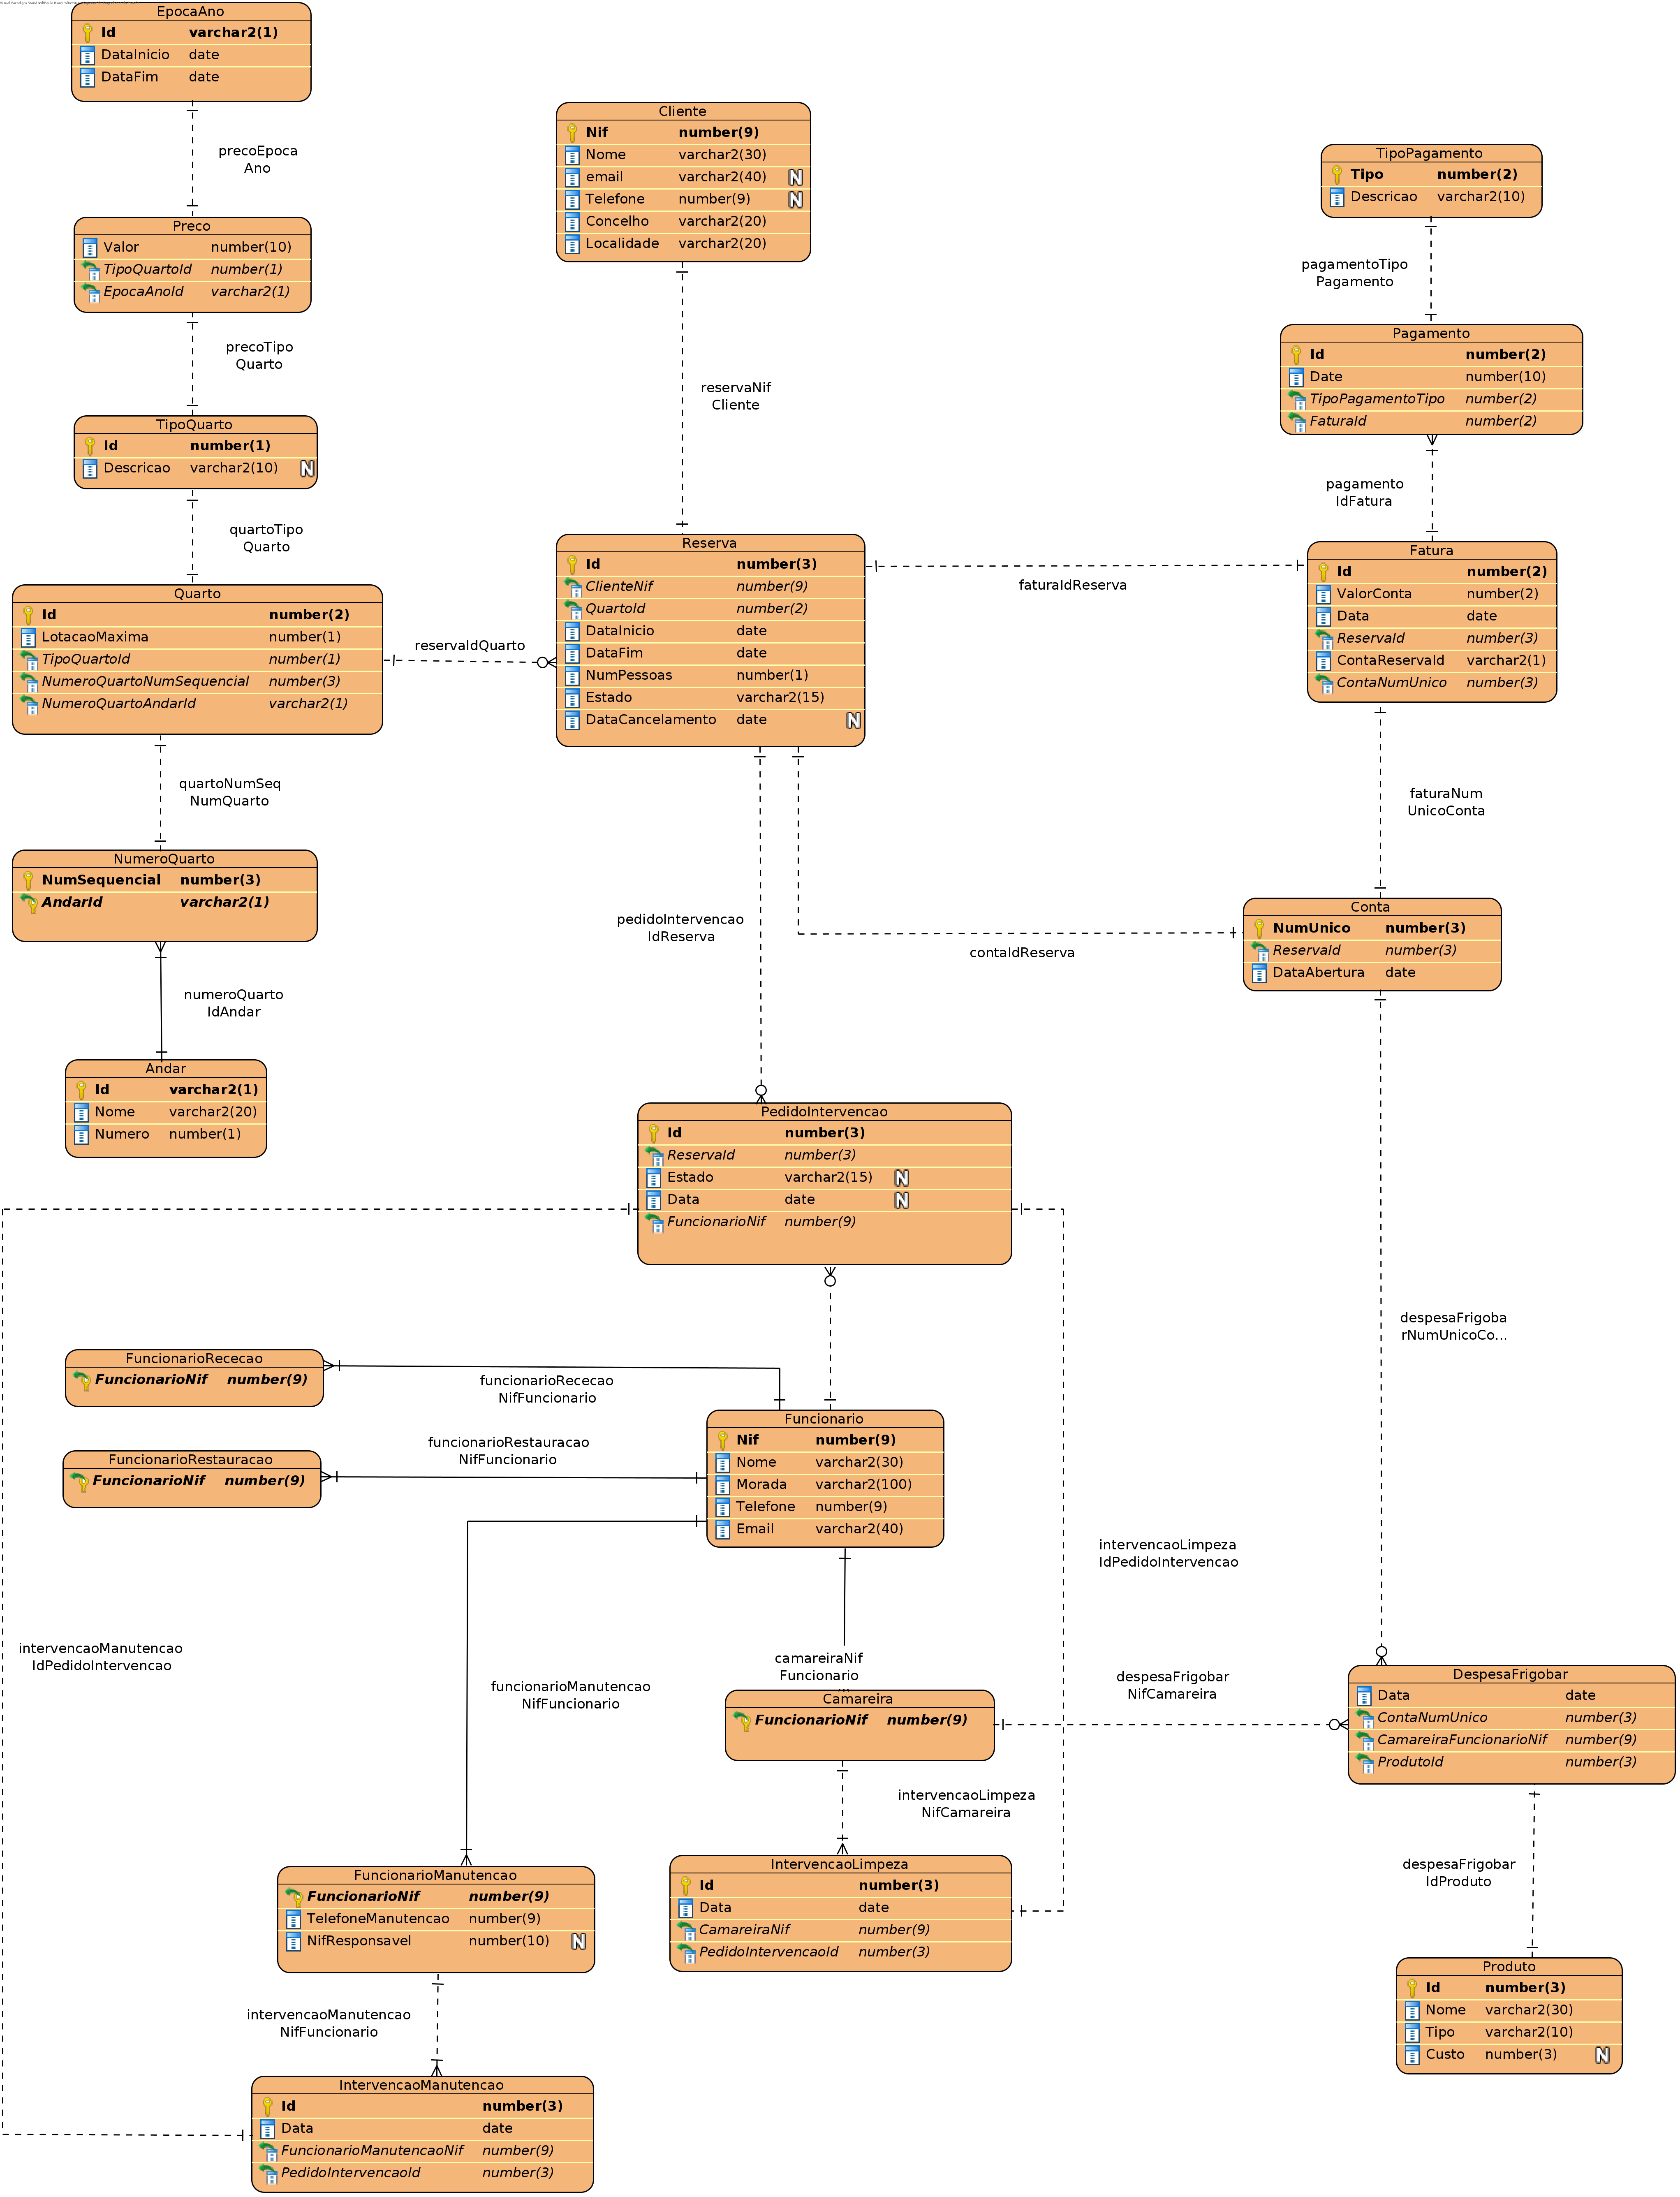 EpocaAno
Id varchar2(1)
DataInicio date
DataFim date
precoEpoca
Ano
Preco
Valor number(10)
TipoQuartoId number(1)
EpocaAnoId varchar2(1)
precoTipo
Quarto
TipoQuarto
Id number(1)
Descricao varchar2(10) N
quartoTipo
Quarto
Quarto
Id number(2)
LotacaoMaxima number(1)
TipoQuartoId number(1)
NumeroQuartoNumSequencial number(3)
NumeroQuartoAndarId varchar2(1)
quartoNumSeq
NumQuarto
NumeroQuarto
NumSequencial number(3)
AndarId varchar2(1)
numeroQuarto
IdAndar
Andar
Id varchar2(1)
Nome varchar2(20)
Numero number(1)
Cliente
Nif number(9)
Nome varchar2(30)
email varchar2(40) N
Telefone number(9) N
Concelho varchar2(20)
Localidade varchar2(20)
reservaNif
Cliente
reservaIdQuarto
Reserva
Id number(3)
ClienteNif number(9)
QuartoId number(2)
DataInicio date
DataFim date
NumPessoas number(1)
Estado varchar2(15)
DataCancelamento date N
faturaIdReserva
TipoPagamento
Tipo number(2)
Descricao varchar2(10)
pagamentoTipo
Pagamento
Pagamento
Id number(2)
Date number(10)
TipoPagamentoTipo number(2)
FaturaId number(2)
pagamento
IdFatura
Fatura
Id number(2)
ValorConta number(2)
Data date
ReservaId number(3)
ContaReservaId varchar2(1)
ContaNumUnico number(3)
faturaNum
UnicoConta
pedidoIntervencao
IdReserva
contaIdReserva
Conta
NumUnico number(3)
ReservaId number(3)
DataAbertura date
PedidoIntervencao
Id number(3)
ReservaId number(3)
Estado varchar2(15) N
Data date N
FuncionarioNif number(9)
despesaFrigoba
rNumUnicoCo...
FuncionarioRececao
FuncionarioNif number(9)
funcionarioRececao
NifFuncionario
FuncionarioRestauracao
FuncionarioNif number(9)
funcionarioRestauracao
NifFuncionario
Funcionario
Nif number(9)
Nome varchar2(30)
Morada varchar2(100)
Telefone number(9)
Email varchar2(40)
intervencaoLimpeza
IdPedidoIntervencao
intervencaoManutencao
IdPedidoIntervencao
funcionarioManutencao
NifFuncionario
camareiraNif
Funcionario
Camareira
FuncionarioNif number(9)
despesaFrigobar
NifCamareira
DespesaFrigobar
Data date
ContaNumUnico number(3)
CamareiraFuncionarioNif number(9)
ProdutoId number(3)
intervencaoLimpeza
NifCamareira
FuncionarioManutencao
FuncionarioNif number(9)
TelefoneManutencao number(9)
NifResponsavel number(10) N
IntervencaoLimpeza
Id number(3)
Data date
CamareiraNif number(9)
PedidoIntervencaoId number(3)
despesaFrigobar
IdProduto
Produto
Id number(3)
Nome varchar2(30)
Tipo varchar2(10)
Custo number(3) N
intervencaoManutencao
NifFuncionario
IntervencaoManutencao
Id number(3)
Data date
FuncionarioManutencaoNif number(9)
PedidoIntervencaoId number(3)